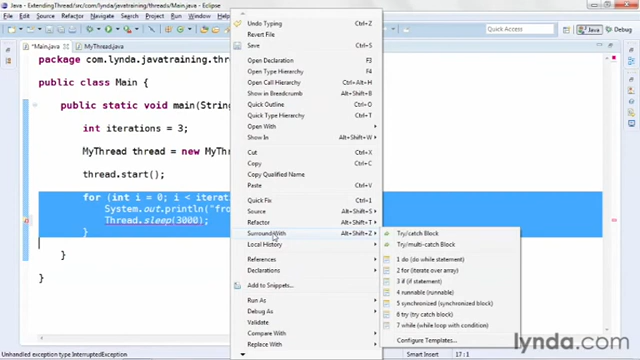 Java - ExtendingThread/src/com/lynda/javatraining/threads/Main.java - Eclipse
File Edit Source Refactor Navigate Search
Quick Access
Java
Debug
*Main.java
MyThread.java
package com.lynda.javatraining.thr
public class Main {
public static void main(String
int iterations = 3;
MyThread thread = new MyTh
thread.start();
for (int i = 0; i < iterat
System.out.println("fro
Thread.sleep(3000);
}
}
}
Undo Typing Ctrl+Z
Revert File
Save Ctrl+S
Open Declaration F3
Open Type Hierarchy F4
Open Call Hierarchy Ctrl+Alt+H
Show in Breadcrumb Alt+Shift+B
Quick Outline Ctrl+O
Quick Type Hierarchy Ctrl+T
Open With
Show In Alt+Shift+W
Cut Ctrl+X
Copy Ctrl+C
Copy Qualified Name
Paste Ctrl+V
Quick Fix Ctrl+1
Source Alt+Shift+S
Refactor Alt+Shift+T
Surround With Alt+Shift+Z
Local History
References
Declarations
Add to Snippets...
Run As
Debug As
Validate
Compare With
Replace With
Try/catch Block
Try/multi-catch Block
1 do (do while statement)
2 for (iterate over array)
3 if (if statement)
4 runnable (runnable)
5 synchronized (synchronized block)
6 try (try catch block)
7 while (while loop with condition)
Configure Templates...
Unhandled exception type InterruptedException
Smart Insert
lynda.com